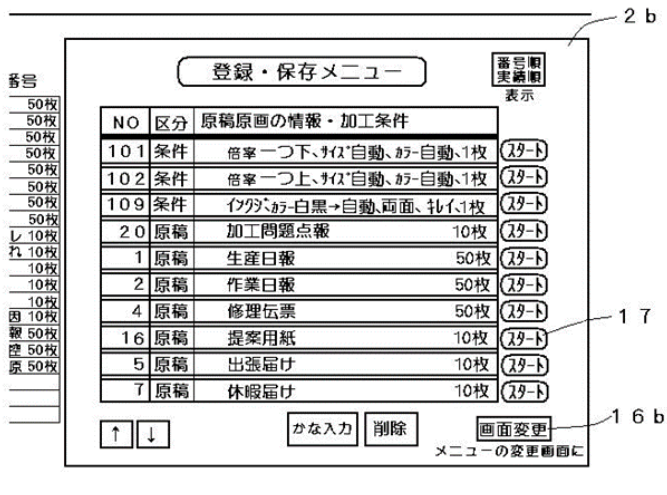 2b
登録・保存メニュー
番号順
実績順
表示
番号
50枚
50枚
50枚
50枚
50枚
50枚
50枚
50枚
レ 10枚
れ 10枚
10枚
10枚
10枚
因 10枚
報 50枚
50枚
原 50枚
NO 区分 原稿原画の情報・加工条件
101 条件 倍率一つ下、サイズ自動、カラー自動、1枚 スタート
102 条件 倍率一つ上、サイズ自動、カラー自動、1枚 スタート
109 条件 イングジ、カラー白黒→自動、両面、キレイ、1枚 スタート
20 原稿 加工問題点報 10枚 スタート
1 原稿 生産日報 50枚 スタート
2 原稿 作業日報 50枚 スタート
4 原稿 修理伝票 50枚 スタート
16 原稿 提案用紙 10枚 スタート
17
5 原稿 出張届け 10枚 スタート
7 原稿 休暇届け 10枚 スタート
↑ ↓ かな入力 削除 画面変更
16b
メニューの変更画面に